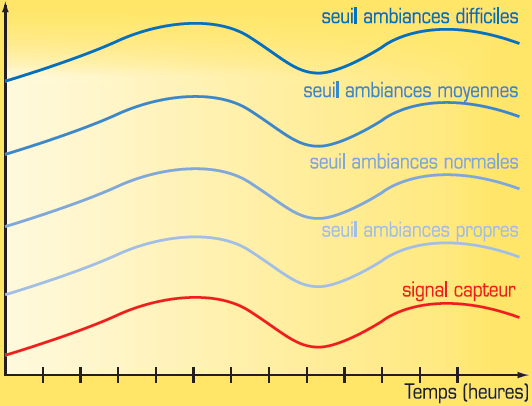 seuil ambiances difficiles
seuil ambiances moyennes
seuil ambiances normales
seuil ambiances propres
signal capteur
Temps (heures)